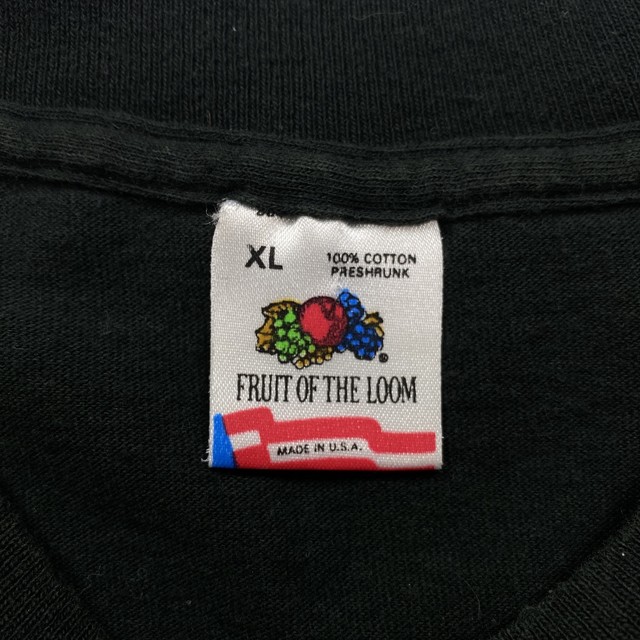 XL
100% COTTON
PRESHRUNK
®
FRUIT OF THE LOOM
MADE IN U.S.A.